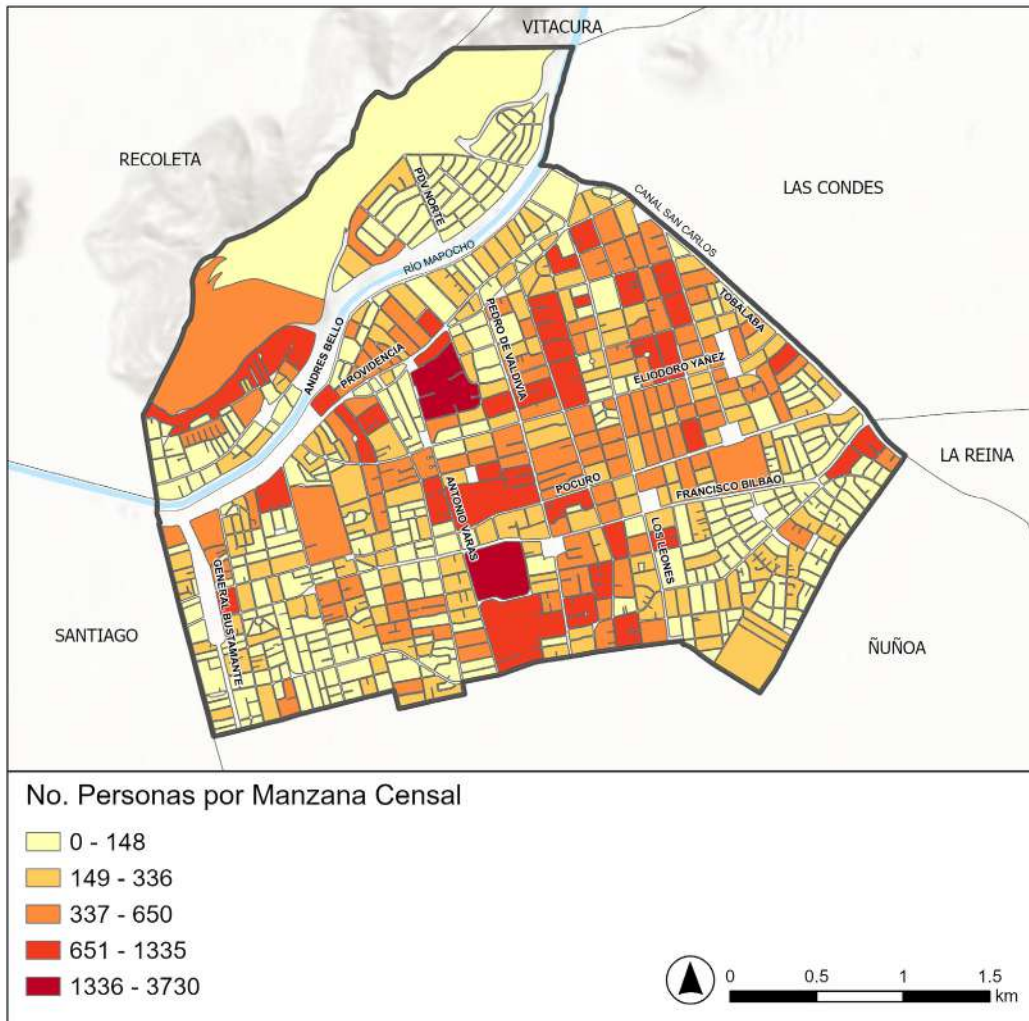 VITACURA
RECOLETA
LAS CONDES
PDV NORTE
CANAL SAN CARLOS
RÍO MAPOCHO
TOBALABA
PEDRO DE VALDIVIA
ANDRES BELLO
PROVIDENCIA
ELIODORO YAÑEZ
LA REINA
POCURO
FRANCISCO BILBAO
ANTONIO VARAS
LOS LEONES
GENERAL BUSTAMANTE
SANTIAGO
ÑUÑOA
No. Personas por Manzana Censal
0 - 148
149 - 336
337 - 650
651 - 1335
1336 - 3730
0 0.5 1 1.5
km